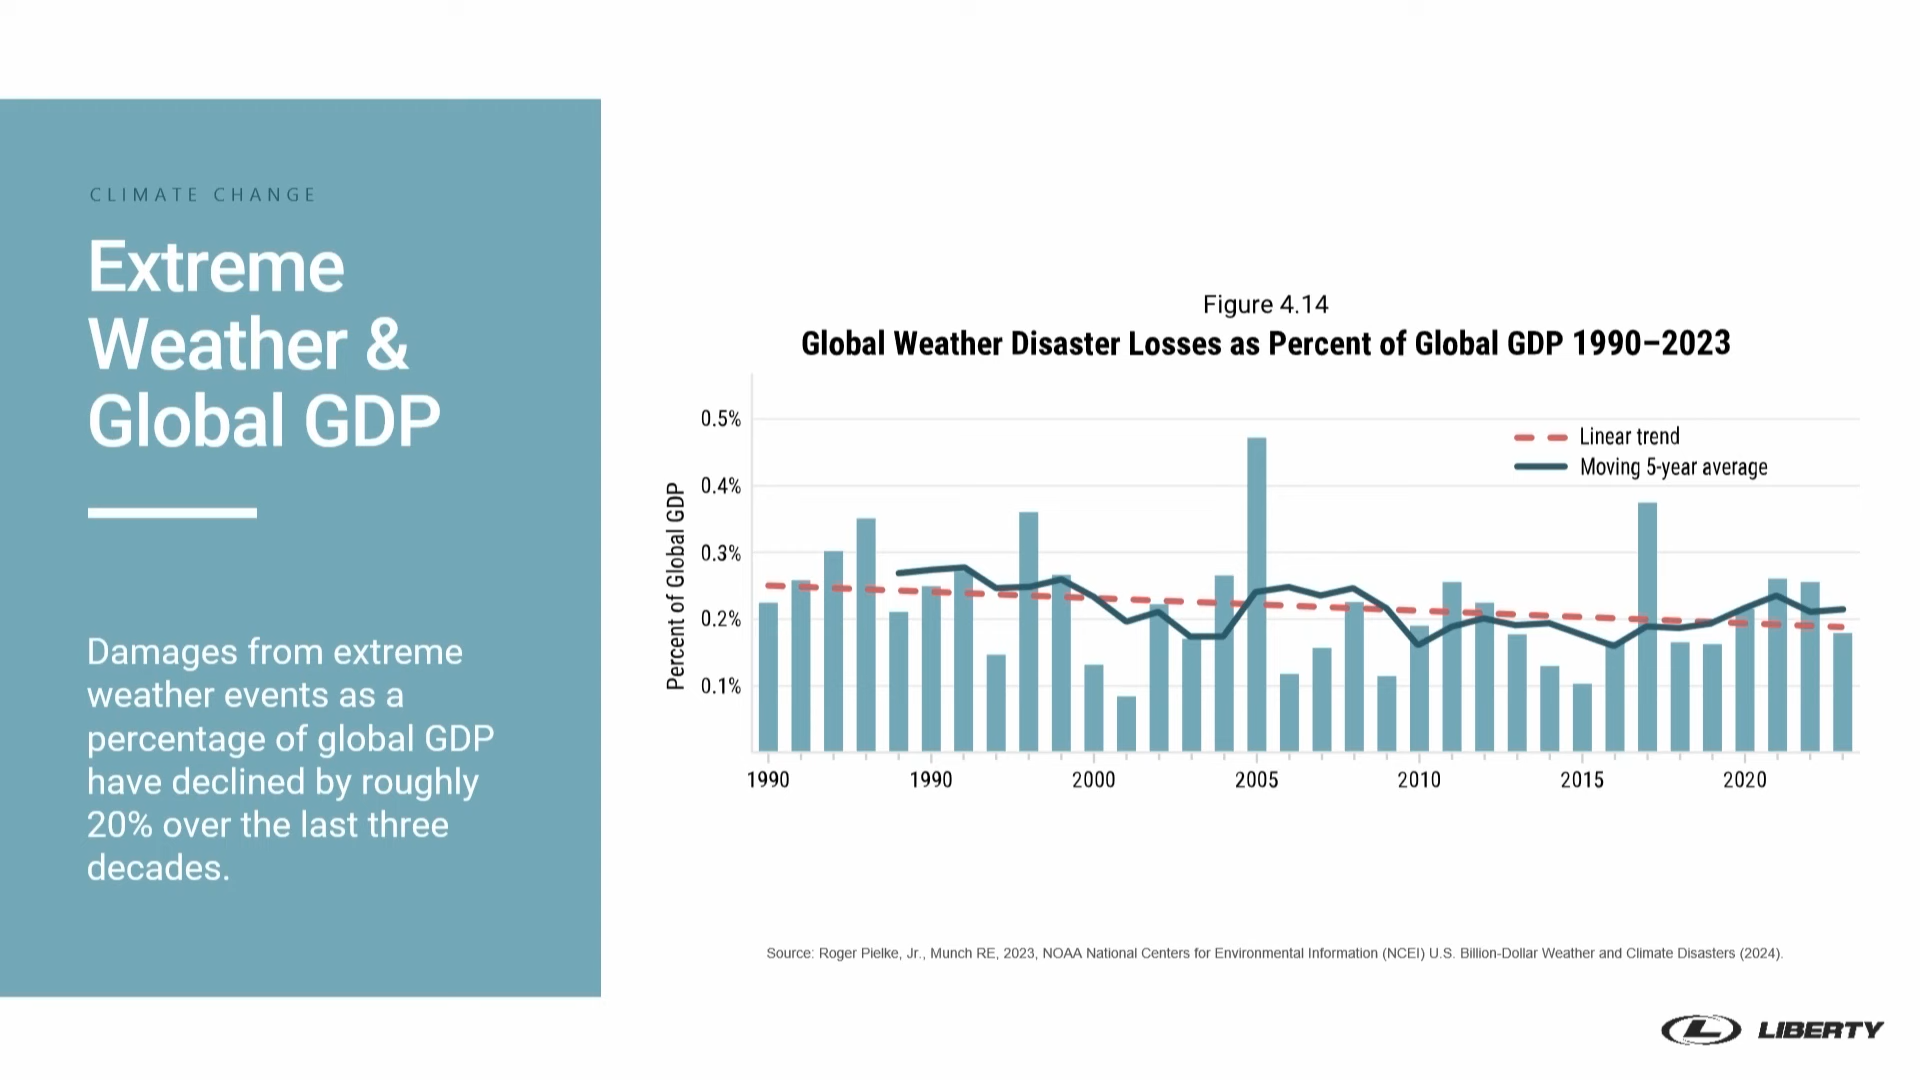 CLIMATE CHANGE
Extreme
Weather &
Global GDP
Damages from extreme
weather events as a
percentage of global GDP
have declined by roughly
20% over the last three
decades.
Figure 4.14
Global Weather Disaster Losses as Percent of Global GDP 1990–2023
Linear trend
Moving 5-year average
Percent of Global GDP
0.5%
0.4%
0.3%
0.2%
0.1%
1990 1990 2000 2005 2010 2015 2020
Source: Roger Pielke, Jr., Munch RE, 2023, NOAA National Centers for Environmental Information (NCEI) U.S. Billion-Dollar Weather and Climate Disasters (2024).
L LIBERTY